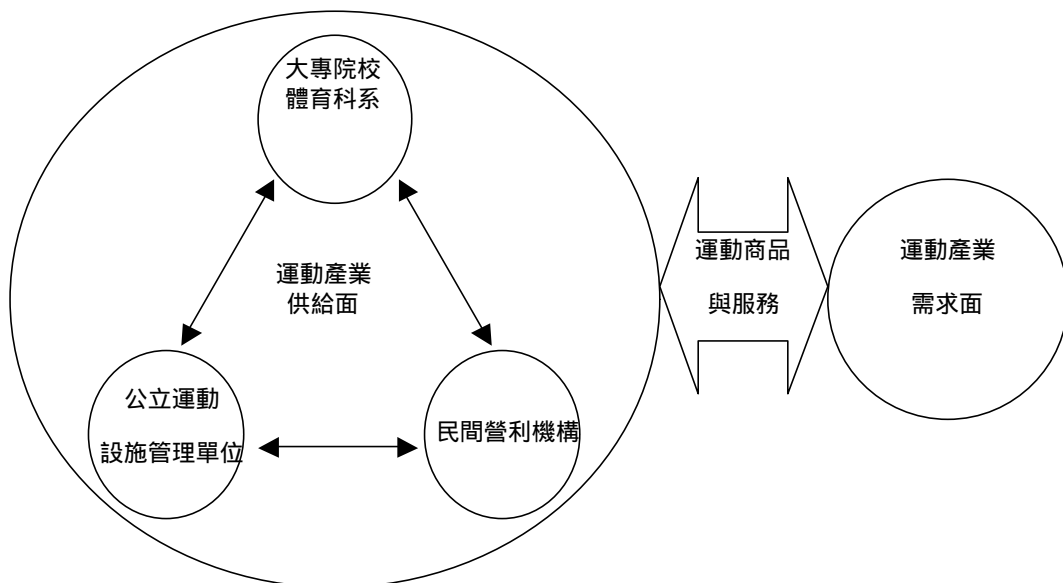 大專院校
體育科系
運動產業
供給面
公立運動
設施管理單位
民間營利機構
運動商品
與服務
運動產業
需求面